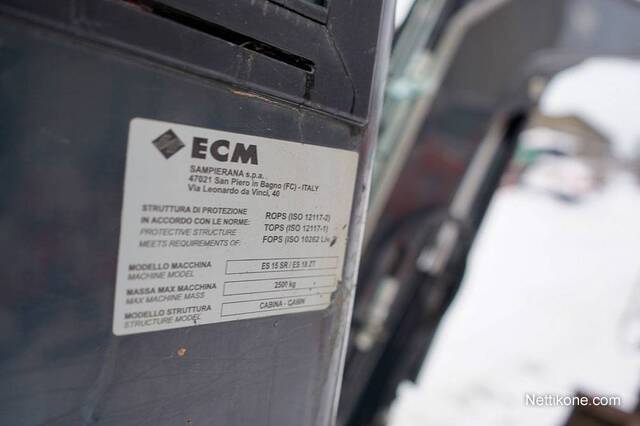 ECM
SAMPIERANA s.p.a.
47021 San Piero in Bagno (FC) - ITALY
Via Leonardo da Vinci, 40
STRUTTURA DI PROTEZIONE
IN ACCORDO CON LE NORME:
PROTECTIVE STRUCTURE
MEETS REQUIREMENTS OF:
ROPS (ISO 12117-2)
TOPS (ISO 12117-1)
FOPS (ISO 10262
MODELLO MACCHINA
MACHINE MODEL
ES 15 SR / ES 18 ZT
MASSA MAX MACCHINA
MAX MACHINE MASS
2500 kg
MODELLO STRUTTURA
STRUCTURE MODEL
CABINA - CABIN
Nettikone.com